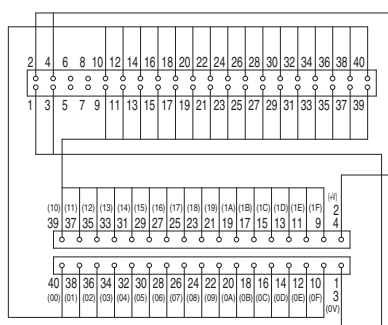 2 4 6 8 10 12 14 16 18 20 22 24 26 28 30 32 34 36 38 40
1 3 5 7 9 11 13 15 17 19 21 23 25 27 29 31 33 35 37 39
(10) (11) (12) (13) (14) (15) (16) (17) (18) (19) (1A) (1B) (1C) (1D) (1E) (1F) (+V)
2
39 37 35 33 31 29 27 25 23 21 19 17 15 13 11 9 4
40 38 36 34 32 30 28 26 24 22 20 18 16 14 12 10 1
(00) (01) (02) (03) (04) (05) (06) (07) (08) (09) (0A) (0B) (0C) (0D) (0E) (0F) 3
(0V)